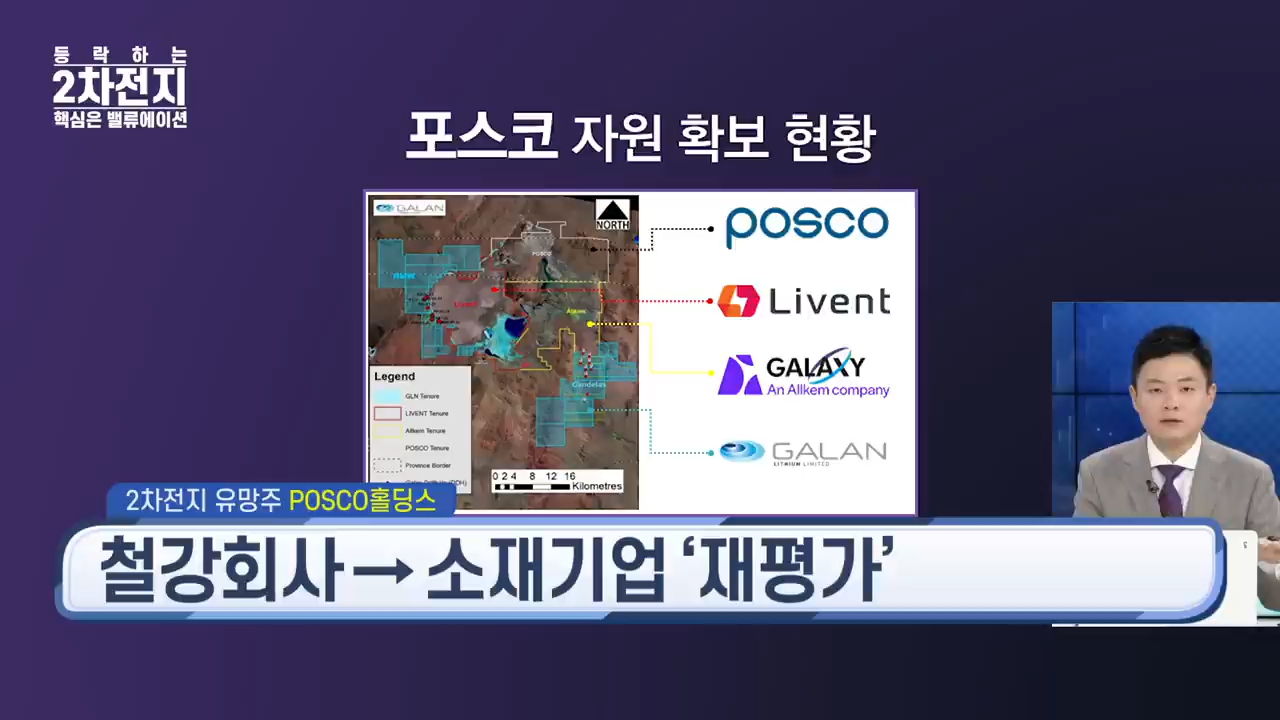 등 락 하 는
2차전지
핵심은 밸류에이션
포스코 자원 확보 현황
GALAN
NORTH
POSCO
Allkem
Candelas
Legend
GLN Tenure
LIVENT Tenure
Allkem Tenure
POSCO Tenure
Province Border
0 2 4 8 12 16
Kilometres
posco
Livent
GALAXY
An Allkem company
GALAN
LITHIUM LIMITED
2차전지 유망주 POSCO홀딩스
철강회사→소재기업 ‘재평가’